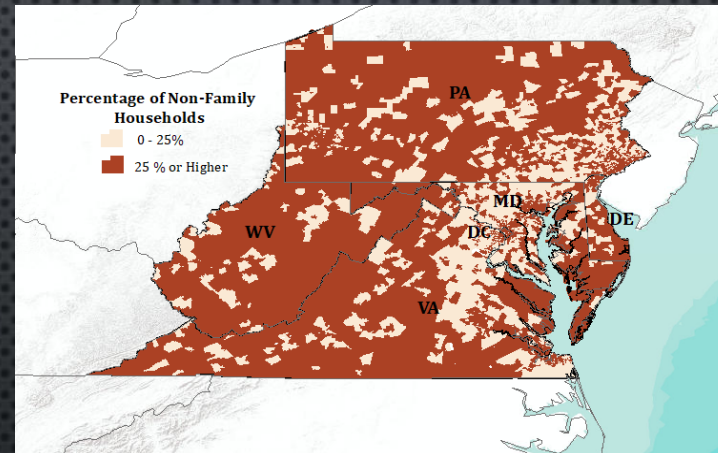 Percentage of Non-Family
Households
0 - 25%
25 % or Higher
PA
MD
DE
WV
DC
VA